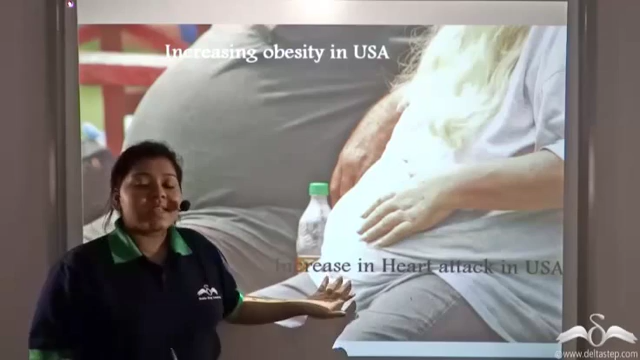 Increasing obesity in USA
Increase in Heart attack in USA
www.deltastep.com